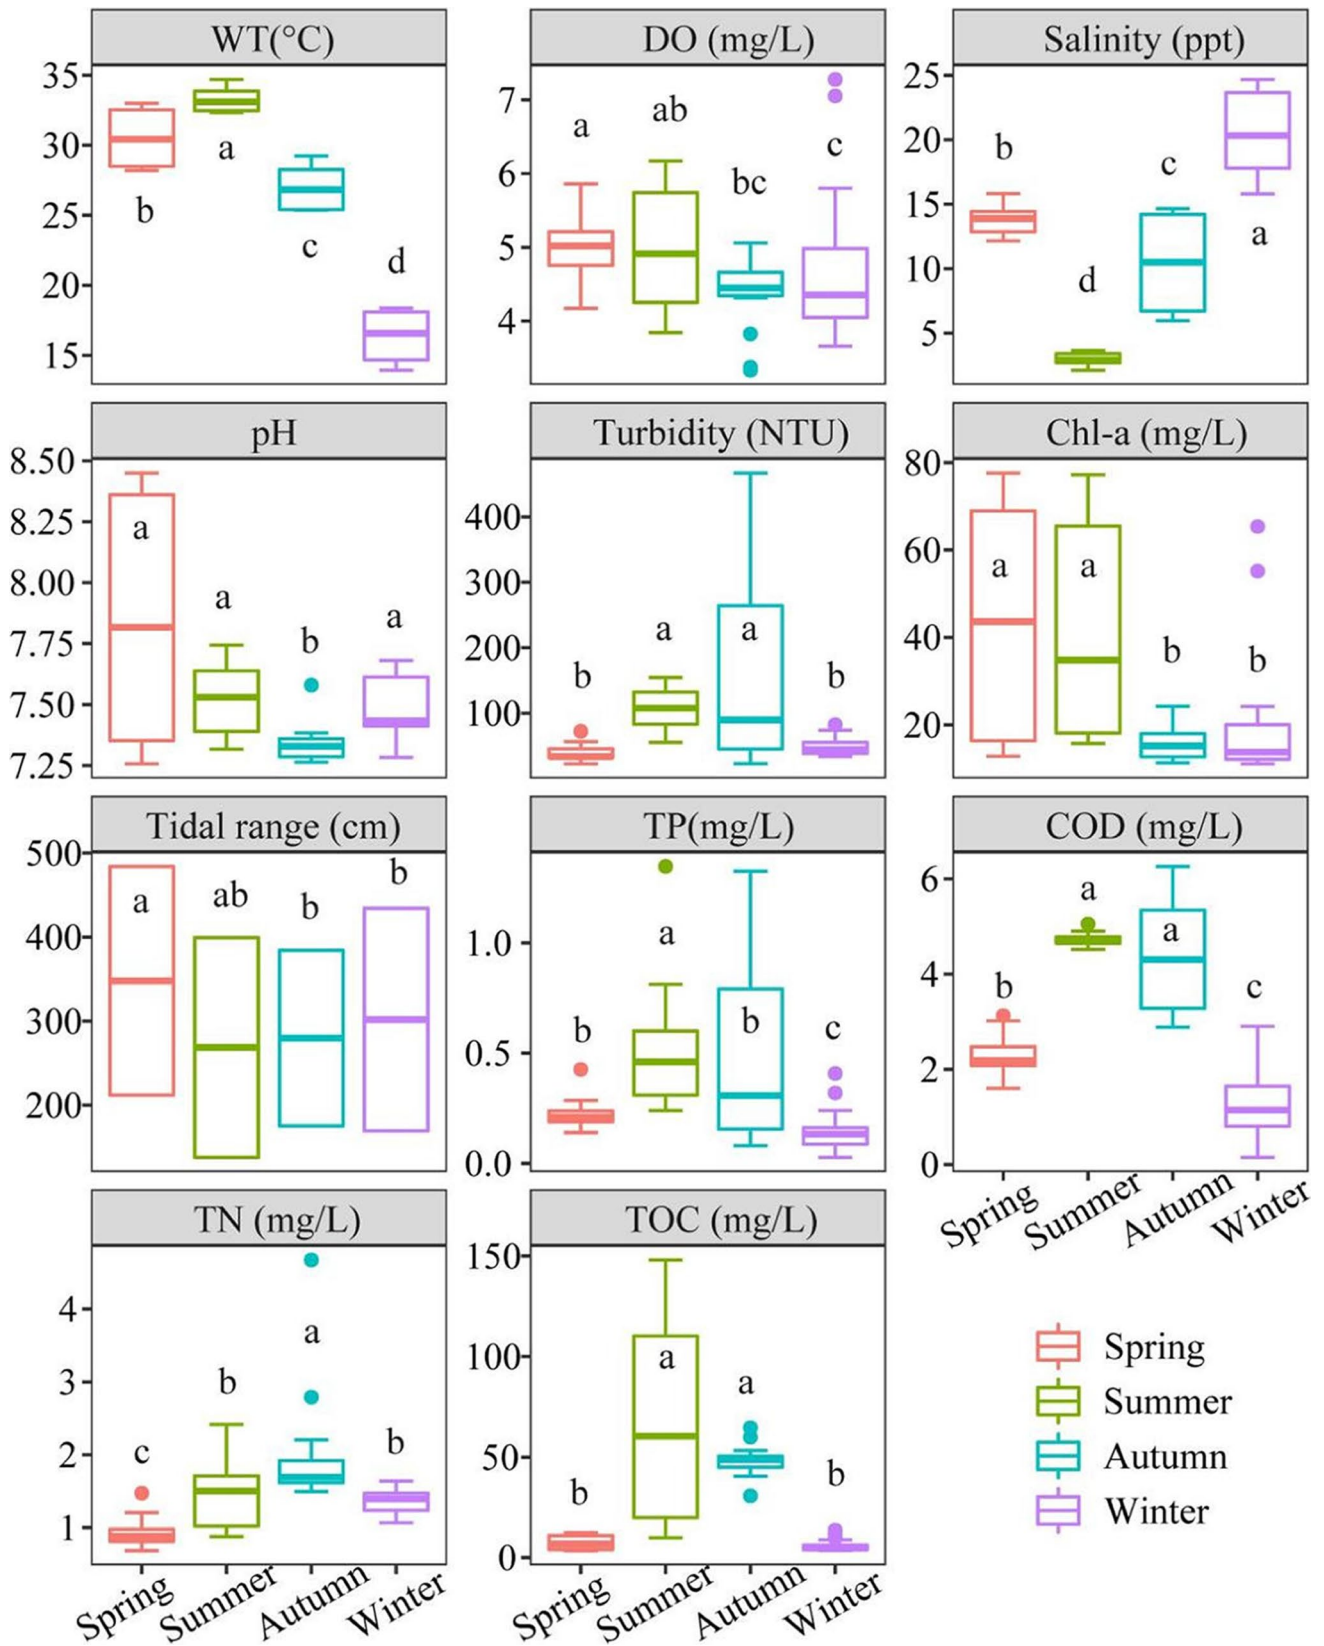 WT(°C)
DO (mg/L)
Salinity (ppt)
35
30
25
20
15
b
a
c
d
7
6
5
4
a
ab
bc
c
25
20
15
10
5
b
d
c
a
pH
Turbidity (NTU)
Chl-a (mg/L)
8.50
8.25
8.00
7.75
7.50
7.25
a
a
b
a
400
300
200
100
b
a
a
b
80
60
40
20
a
a
b
b
Tidal range (cm)
TP(mg/L)
COD (mg/L)
500
400
300
200
a
ab
b
b
1.0
0.5
0.0
b
a
b
c
6
4
2
0
b
a
a
c
Spring
Summer
Autumn
Winter
TN (mg/L)
TOC (mg/L)
4
3
2
1
c
b
a
b
Spring
Summer
Autumn
Winter
150
100
50
0
b
a
a
b
Spring
Summer
Autumn
Winter
Spring
Summer
Autumn
Winter